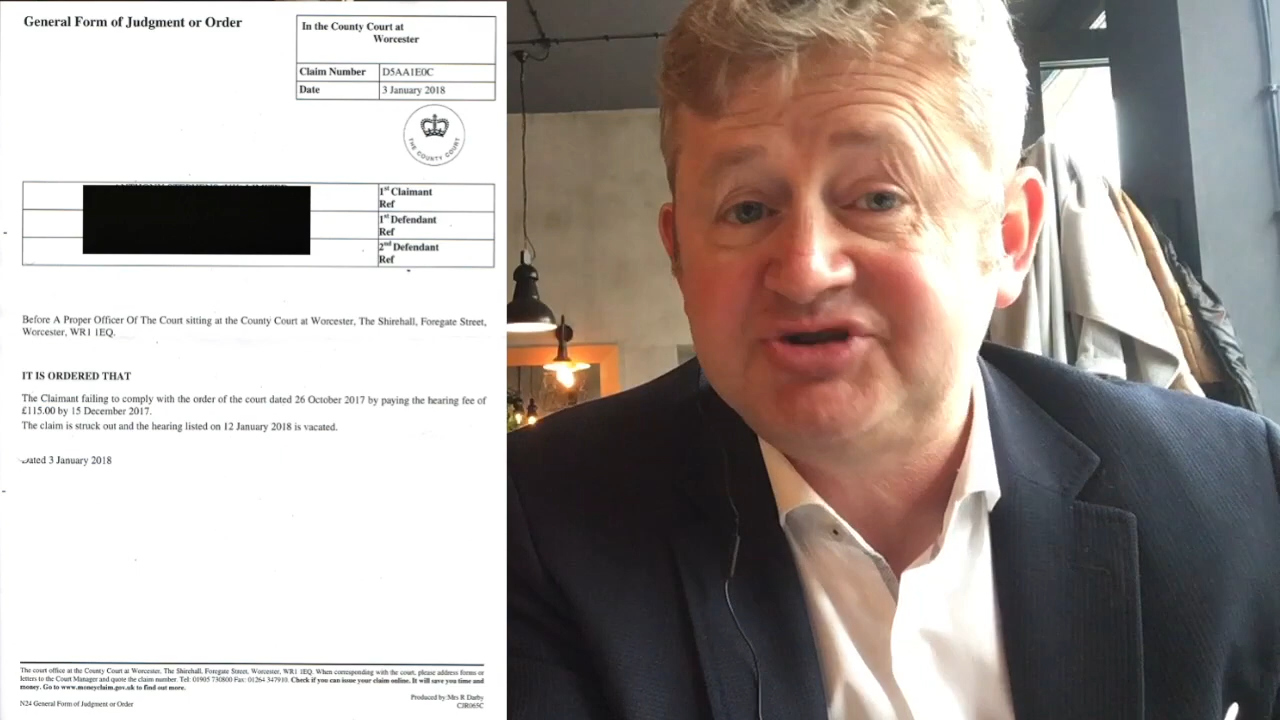 General Form of Judgment or Order
In the County Court at
Worcester
Claim Number D5AA1E0C
Date 3 January 2018
THE COUNTY COURT
1st Claimant
Ref
1st Defendant
Ref
2nd Defendant
Ref
Before A Proper Officer Of The Court sitting at the County Court at Worcester, The Shirehall, Foregate Street,
Worcester, WR1 1EQ.
IT IS ORDERED THAT
The Claimant failing to comply with the order of the court dated 26 October 2017 by paying the hearing fee of
£115.00 by 15 December 2017.
The claim is struck out and the hearing listed on 12 January 2018 is vacated.
Dated 3 January 2018
The court office at the County Court at Worcester, The Shirehall, Foregate Street, Worcester, WR1 1EQ. When corresponding with the court, please address forms or
letters to the Court Manager and quote the claim number. Tel: 01905 730800 Fax: 01264 347910. Check if you can issue your claim online. It will save you time and
money. Go to www.moneyclaim.gov.uk to find out more.
Produced by:Mrs R Darby
N24 General Form of Judgment or Order
CJR065C